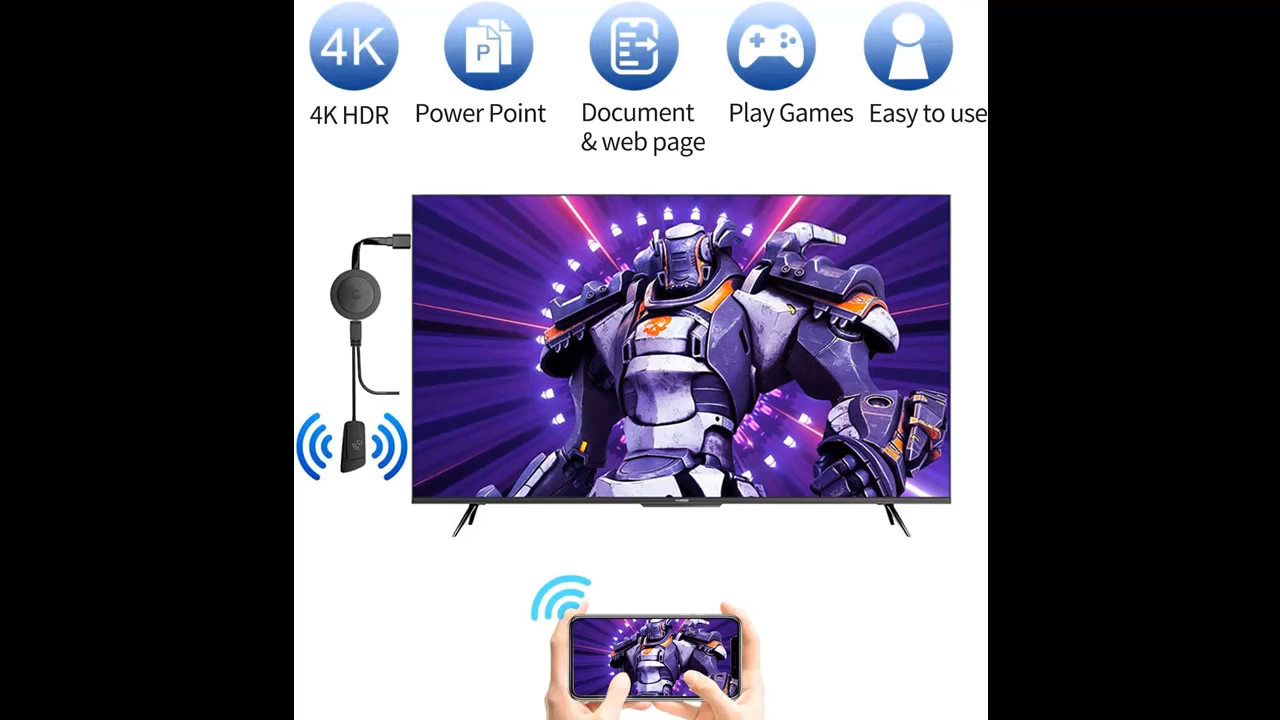 4K
P
4K HDR
Power Point
Document
& web page
Play Games
Easy to use